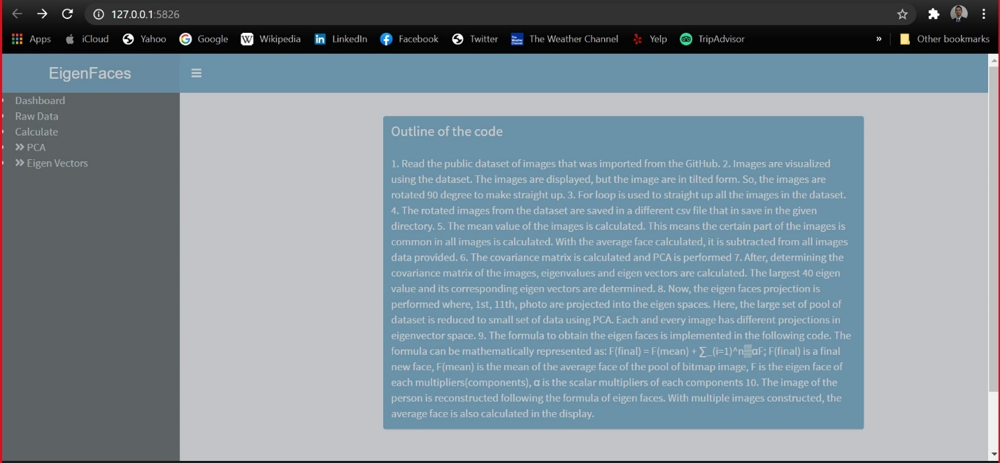 127.0.0.1:5826
Apps iCloud Yahoo Google Wikipedia LinkedIn Facebook Twitter The Weather Channel Yelp TripAdvisor » Other bookmarks
EigenFaces
Dashboard
Raw Data
Calculate
» PCA
» Eigen Vectors
Outline of the code
1. Read the public dataset of images that was imported from the GitHub. 2. Images are visualized
using the dataset. The images are displayed, but the image are in tilted form. So, the images are
rotated 90 degree to make straight up. 3. For loop is used to straight up all the images in the dataset.
4. The rotated images from the dataset are saved in a different csv file that in save in the given
directory. 5. The mean value of the images is calculated. This means the certain part of the images is
common in all images is calculated. With the average face calculated, it is subtracted from all images
data provided. 6. The covariance matrix is calculated and PCA is performed 7. After, determining the
covariance matrix of the images, eigenvalues and eigen vectors are calculated. The largest 40 eigen
value and its corresponding eigen vectors are determined. 8. Now, the eigen faces projection is
performed where, 1st, 11th, photo are projected into the eigen spaces. Here, the large set of pool of
dataset is reduced to small set of data using PCA. Each and every image has different projections in
eigenvector space. 9. The formula to obtain the eigen faces is implemented in the following code. The
formula can be mathematically represented as: F(final) = F(mean) + ∑_(i=1)^n▒αF; F(final) is a final
new face, F(mean) is the mean of the average face of the pool of bitmap image, F is the eigen face of
each multipliers(components), α is the scalar multipliers of each components 10. The image of the
person is reconstructed following the formula of eigen faces. With multiple images constructed, the
average face is also calculated in the display.